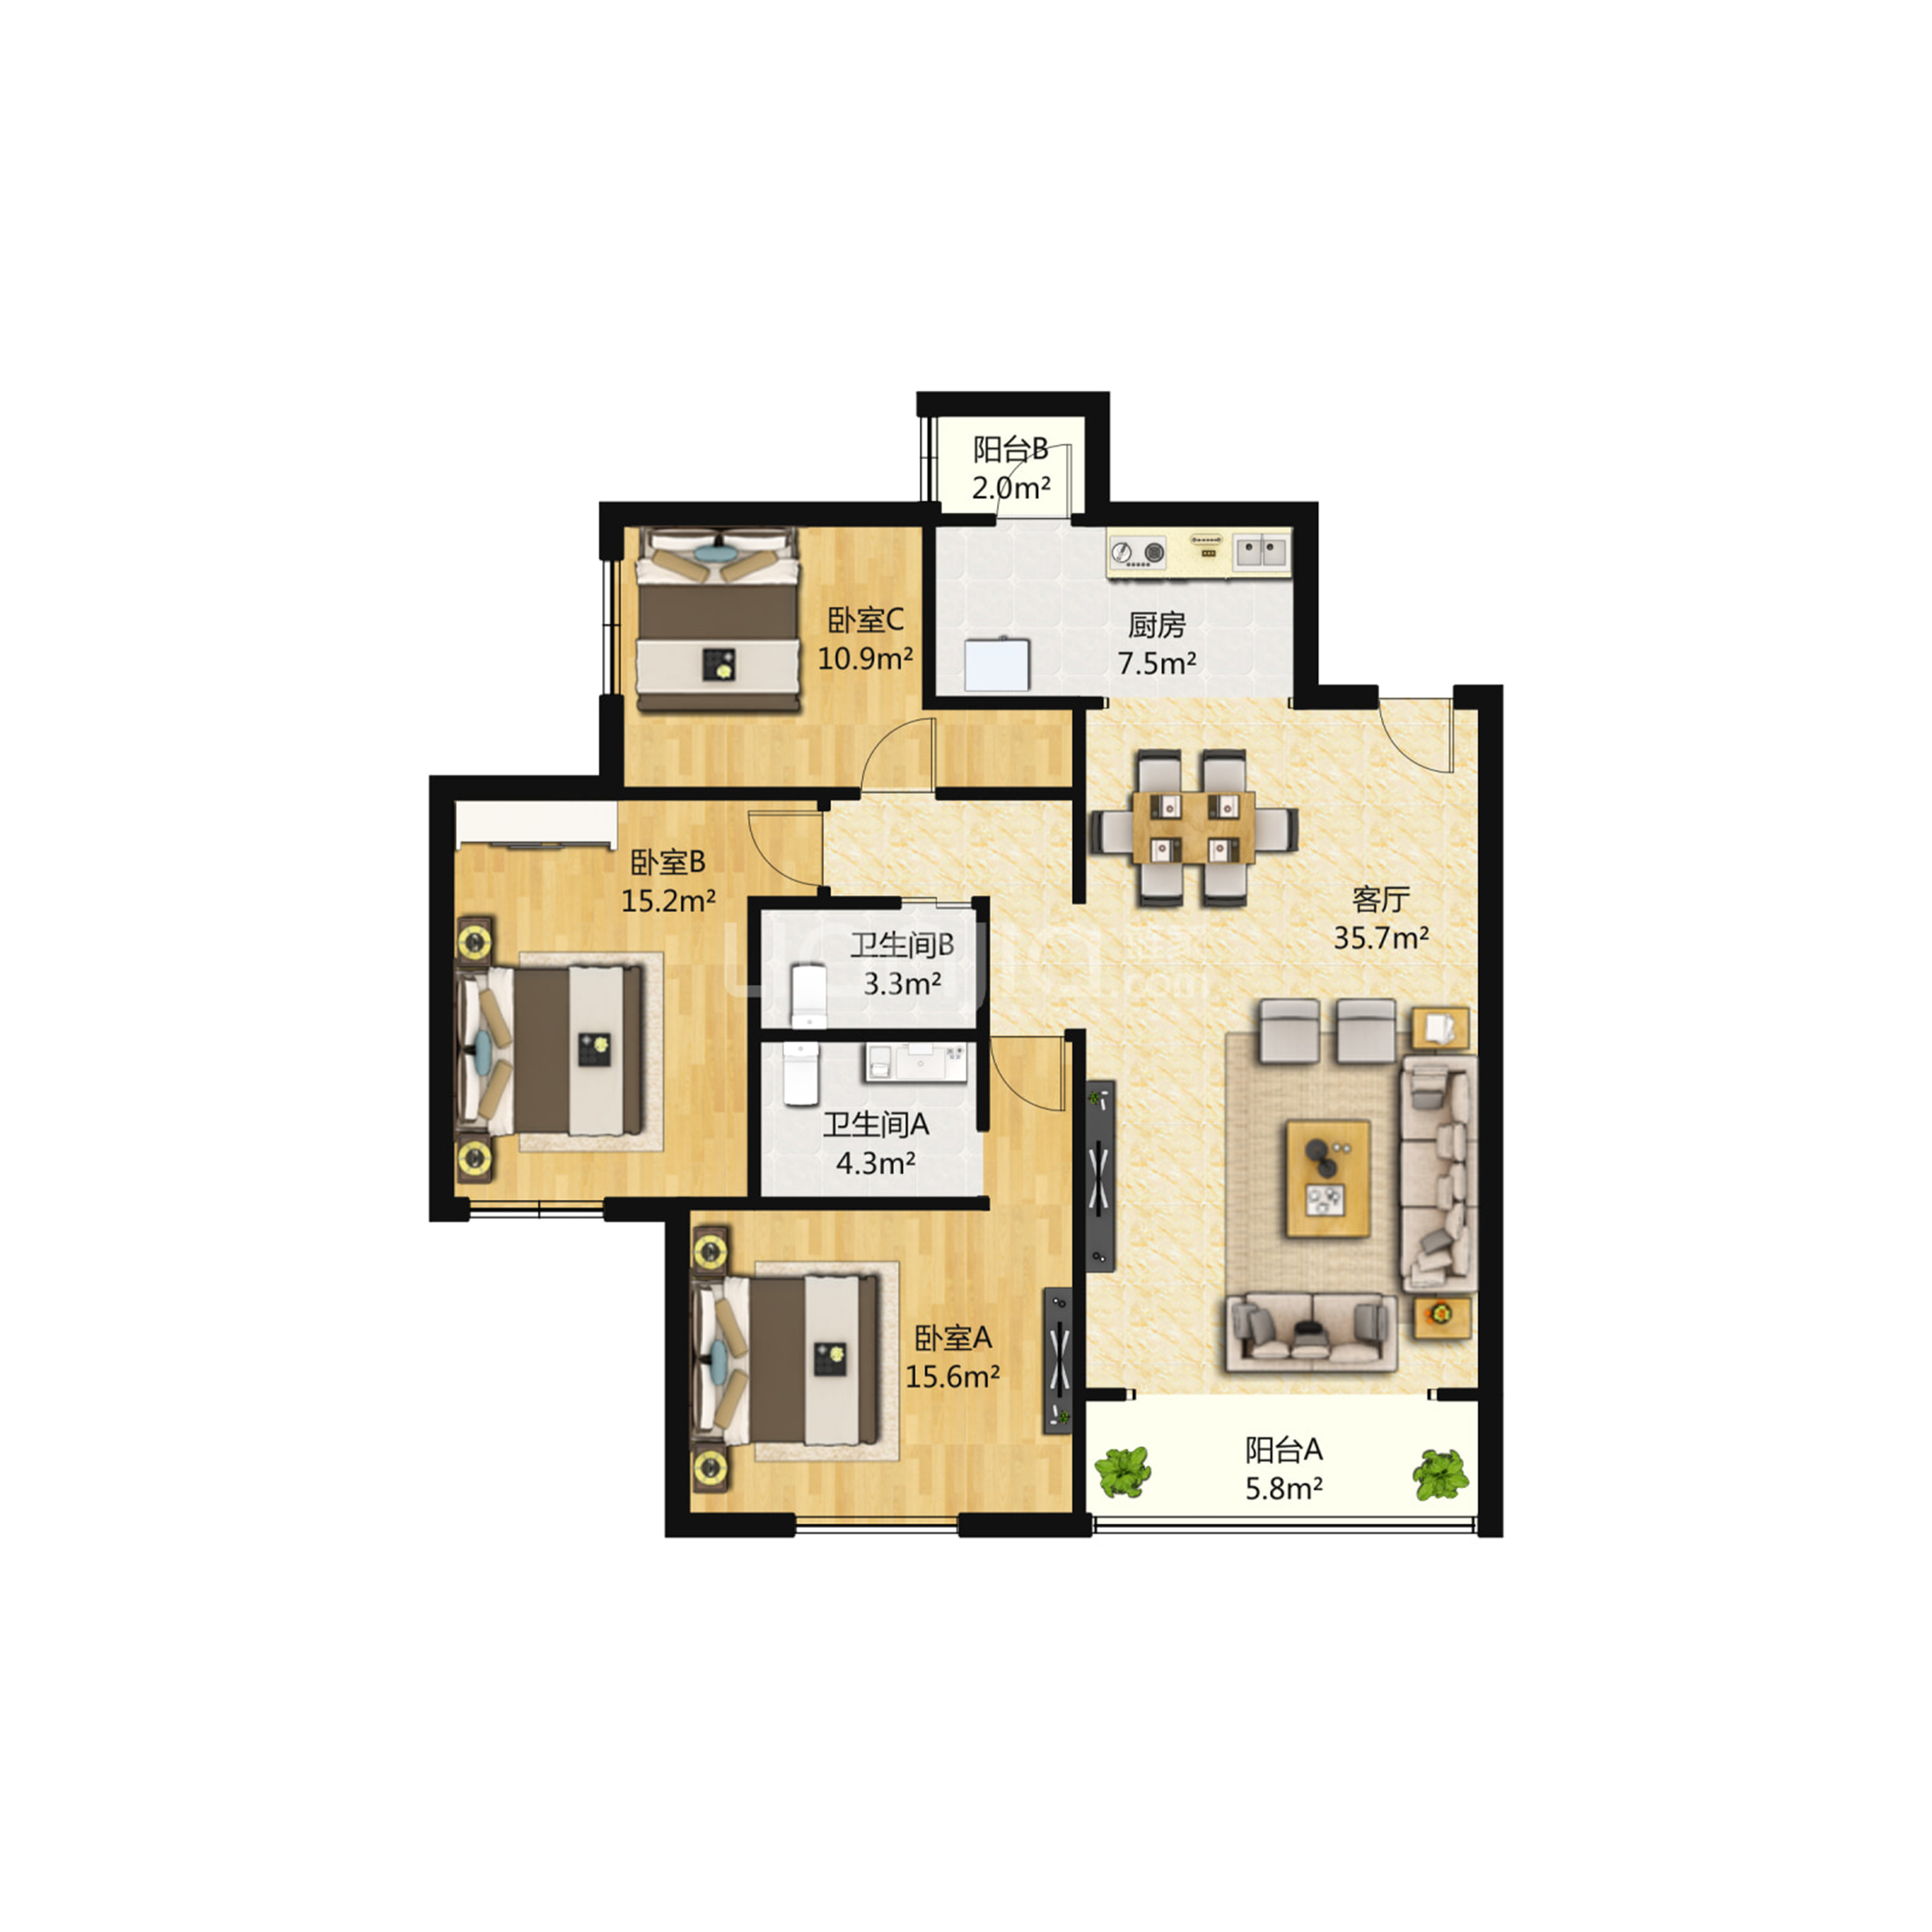 阳台B
2.0m²
卧室C
10.9m²
厨房
7.5m²
卧室B
15.2m²
客厅
35.7m²
卫生间B
3.3m²
卫生间A
4.3m²
卧室A
15.6m²
阳台A
5.8m²